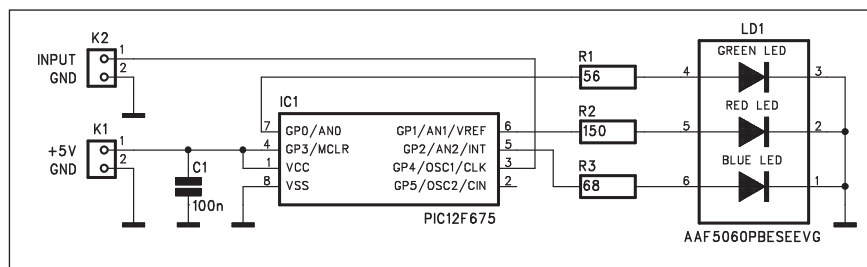 K2
INPUT 1
GND 2
K1
+5V 1
GND 2
C1
100n
IC1
7 GP0/AN0 GP1/AN1/VREF 6
4 GP3/MCLR GP2/AN2/INT 5
1 VCC GP4/OSC1/CLK 3
8 VSS GP5/OSC2/CIN 2
PIC12F675
R1
56
R2
150
R3
68
LD1
GREEN LED
4 3
RED LED
5 2
BLUE LED
6 1
AAF5060PBESEEVG